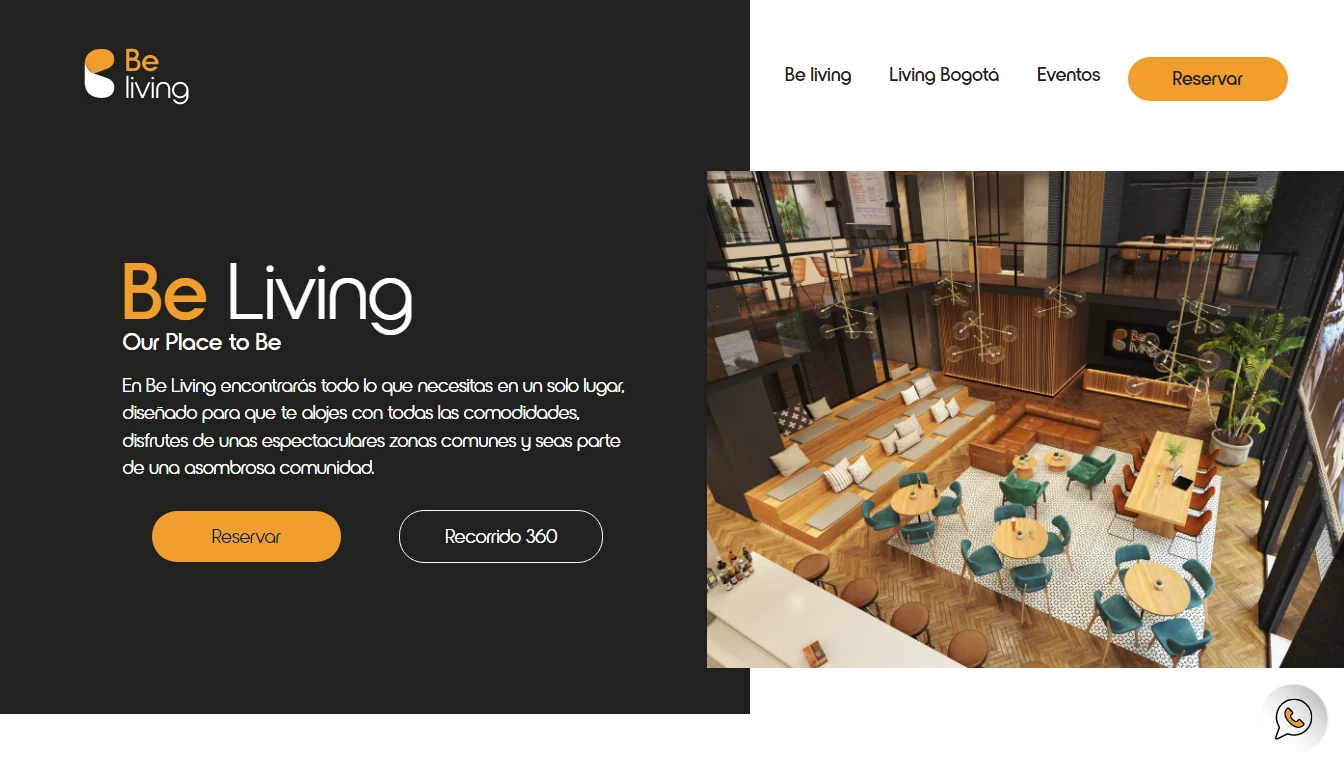 Be
living
Be living
Living Bogotá
Eventos
Reservar
Be Living
Our Place to Be
En Be Living encontrarás todo lo que necesitas en un solo lugar,
diseñado para que te alojes con todas las comodidades,
disfrutes de unas espectaculares zonas comunes y seas parte
de una asombrosa comunidad.
Reservar
Recorrido 360
Be
living